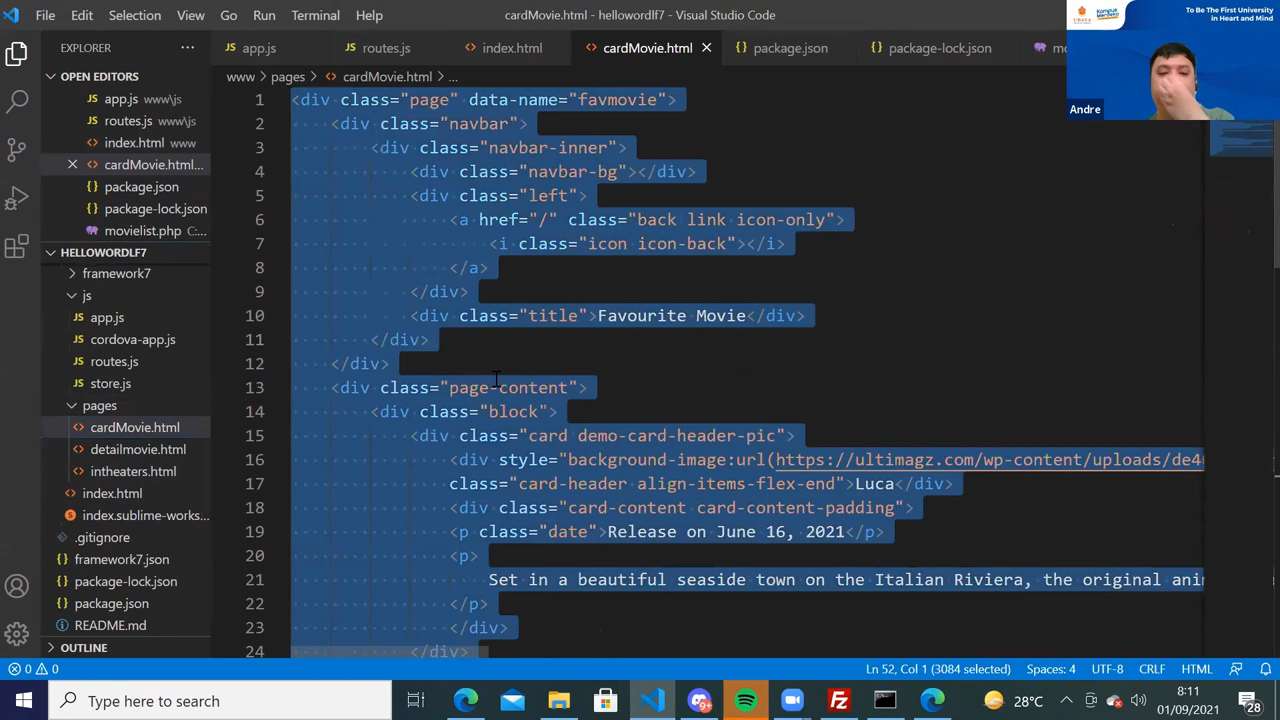 File Edit Selection View Go Run Terminal Help
cardMovie.html - hellowordlf7 - Visual Studio Code
To Be The First University
in Heart and Mind
UBAYA
Kampus
Merdeka
Andre
EXPLORER
app.js
routes.js
index.html
cardMovie.html
package.json
package-lock.json
www > pages > cardMovie.html > ...
OPEN EDITORS
app.js www\js
routes.js www\js
index.html www
cardMovie.html...
package.json
package-lock.json
movielist.php C:...
HELLOWORDLF7
framework7
js
app.js
cordova-app.js
routes.js
store.js
pages
cardMovie.html
detailmovie.html
intheaters.html
index.html
index.sublime-works...
.gitignore
framework7.json
package-lock.json
package.json
README.md
OUTLINE
1 <div class="page" data-name="favmovie">
2 <div class="navbar">
3 <div class="navbar-inner">
4 <div class="navbar-bg"></div>
5 <div class="left">
6 <a href="/" class="back link icon-only">
7 <i class="icon icon-back"></i>
8 </a>
9 </div>
10 <div class="title">Favourite Movie</div>
11 </div>
12 </div>
13 <div class="page-content">
14 <div class="block">
15 <div class="card demo-card-header-pic">
16 <div style="background-image:url(https://ultimagz.com/wp-content/uploads/de4
17 class="card-header align-items-flex-end">Luca</div>
18 <div class="card-content card-content-padding">
19 <p class="date">Release on June 16, 2021</p>
20 <p>
21 Set in a beautiful seaside town on the Italian Riviera, the original ani
22 </p>
23 </div>
24 </div>
0 0
Ln 52, Col 1 (3084 selected) Spaces: 4 UTF-8 CRLF HTML
Type here to search
28°C
8:11
01/09/2021
28